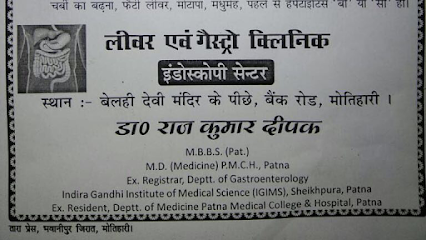 चर्बी का बढ़ना, फैटी लीवर, मोटापा, मधुमेह, पहले से हेपेटाईटिस 'बी' या 'सी' हो।
लीवर एवं गैस्ट्रो क्लिनिक
इंडोस्कोपी सेन्टर
स्थान :- बेलही देवी मंदिर के पीछे, बैंक रोड, मोतिहारी ।
डा० राज कुमार दीपक
M.B.B.S. (Pat.)
M.D. (Medicine) P.M.C.H., Patna
Ex. Registrar, Deptt. of Gastroenterology
Indira Gandhi Institute of Medical Science (IGIMS), Sheikhpura, Patna
Ex. Resident, Deptt. of Medicine Patna Medical College & Hospital, Patna
तारा प्रेस, भवानीपुर जिरात, मोतिहारी।